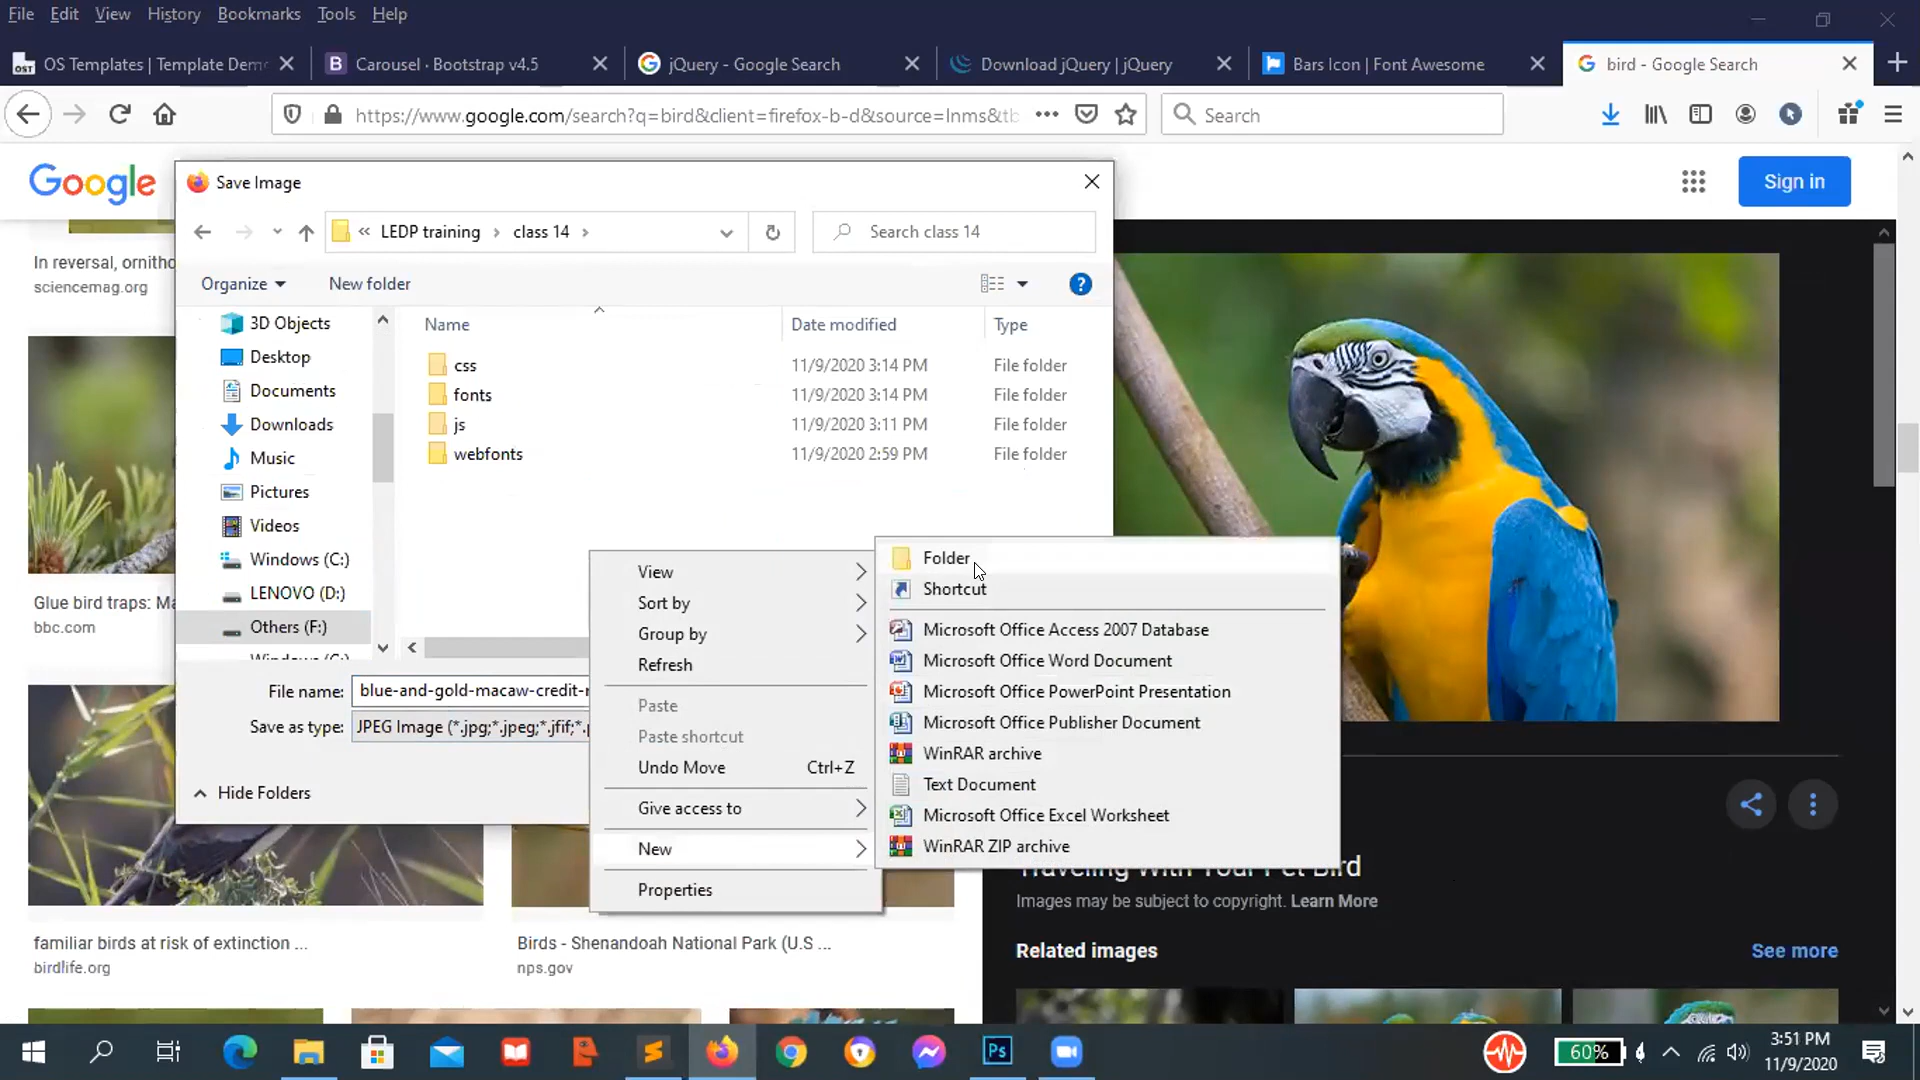 File Edit View History Bookmarks Tools Help
OS Templates | Template Demo
Carousel · Bootstrap v4.5
jQuery - Google Search
Download jQuery | jQuery
Bars Icon | Font Awesome
bird - Google Search
https://www.google.com/search?q=bird&client=firefox-b-d&source=lnms&tb
Search
Google
Sign in
Save Image
« LEDP training › class 14 ›
Search class 14
Organize
New folder
Name Date modified Type
3D Objects
Desktop
Documents
Downloads
Music
Pictures
Videos
Windows (C:)
LENOVO (D:)
Others (F:)
css 11/9/2020 3:14 PM File folder
fonts 11/9/2020 3:14 PM File folder
js 11/9/2020 3:11 PM File folder
webfonts 11/9/2020 2:59 PM File folder
File name: blue-and-gold-macaw-credit-
Save as type: JPEG Image (*.jpg;*.jpeg;*.jfif;*.
Hide Folders
View
Sort by
Group by
Refresh
Paste
Paste shortcut
Undo Move Ctrl+Z
Give access to
New
Properties
Folder
Shortcut
Microsoft Office Access 2007 Database
Microsoft Office Word Document
Microsoft Office PowerPoint Presentation
Microsoft Office Publisher Document
WinRAR archive
Text Document
Microsoft Office Excel Worksheet
WinRAR ZIP archive
In reversal, ornitho
sciencemag.org
Glue bird traps: Ma
bbc.com
familiar birds at risk of extinction ...
birdlife.org
Birds - Shenandoah National Park (U.S ...
nps.gov
Traveling With Your Pet Bird
Images may be subject to copyright. Learn More
Related images
See more
60%
3:51 PM
11/9/2020